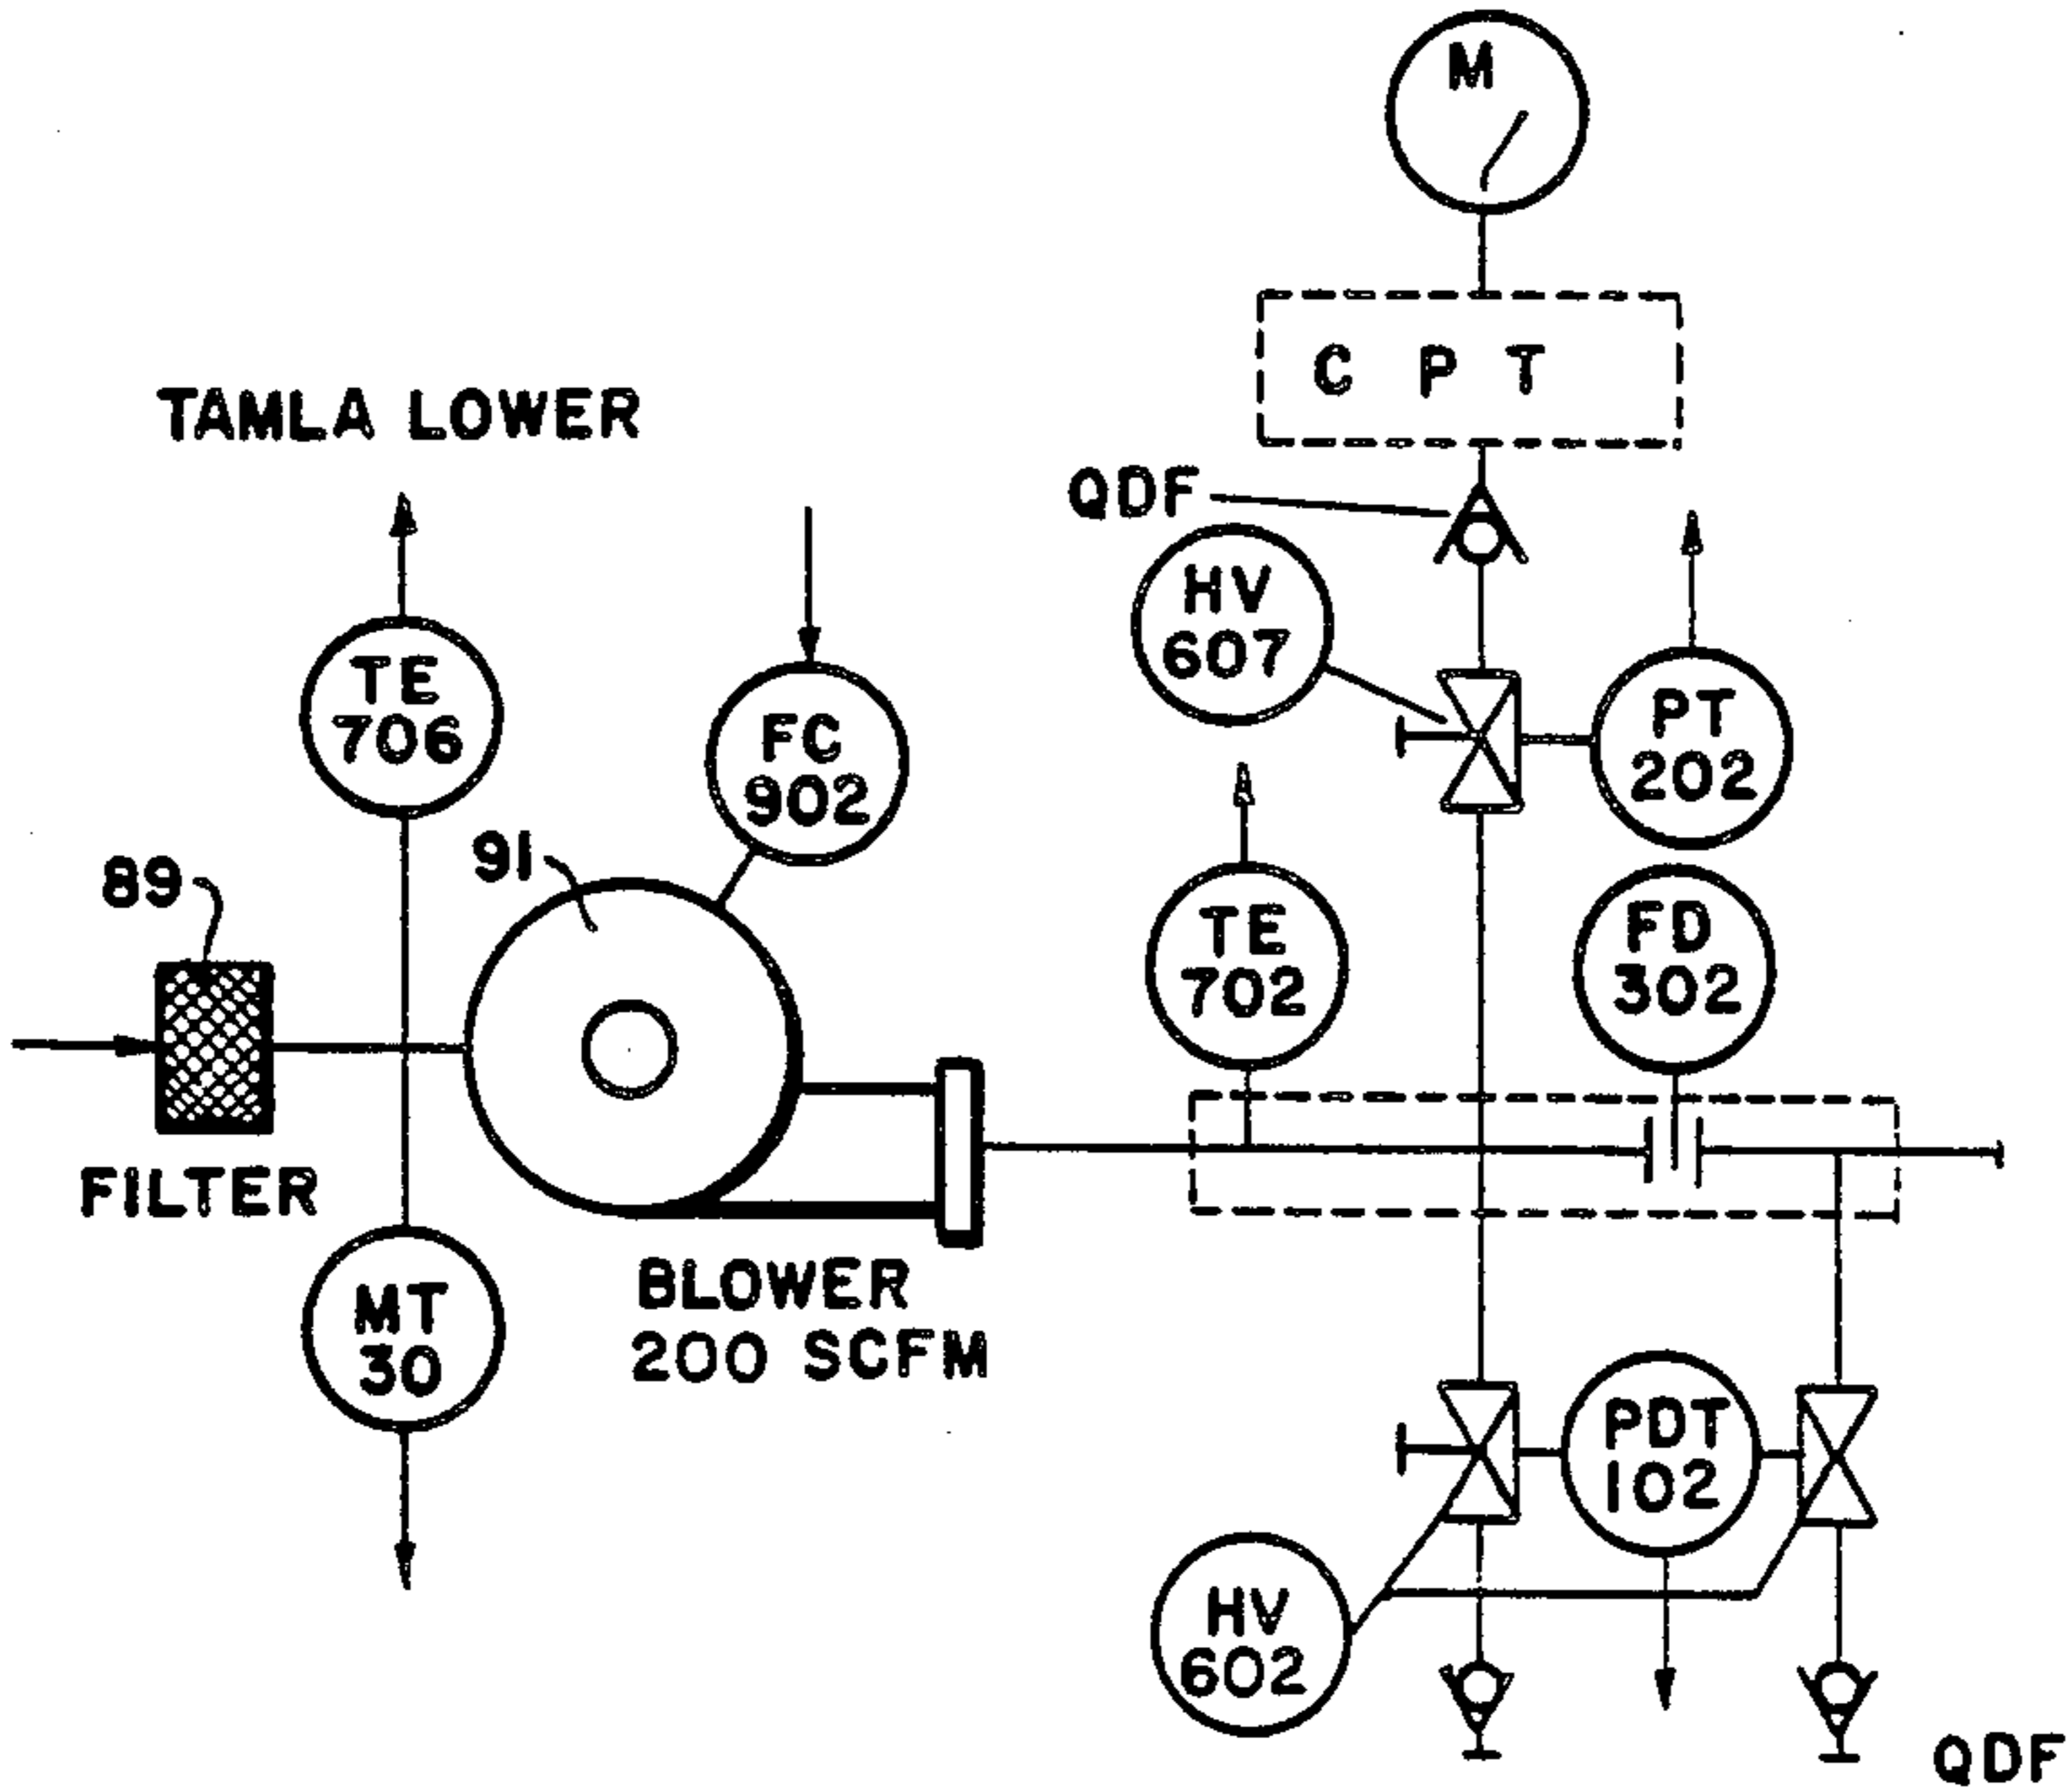 M
C P T
TAMLA LOWER
QDF
HV
607
TE
706
FC
902
PT
202
91
89
TE
702
FD
302
FILTER
BLOWER
200 SCFM
MT
30
PDT
102
HV
602
QDF